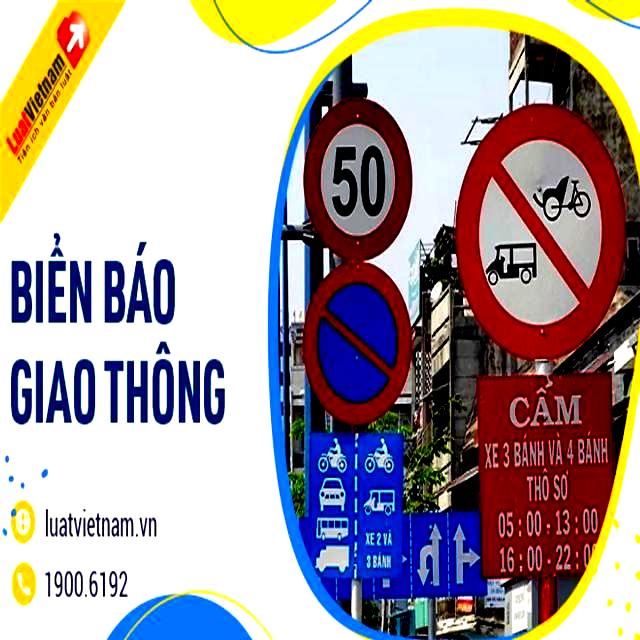 LuatVietnam
Tiện ích văn bản luật
BIỂN BÁO
GIAO THÔNG
luatvietnam.vn
1900.6192
50
XE 2 VÀ
3 BÁNH
CẤM
XE 3 BÁNH VÀ 4 BÁNH
THÔ SƠ
05 : 00 - 13 : 00
16 : 00 - 22 : 00